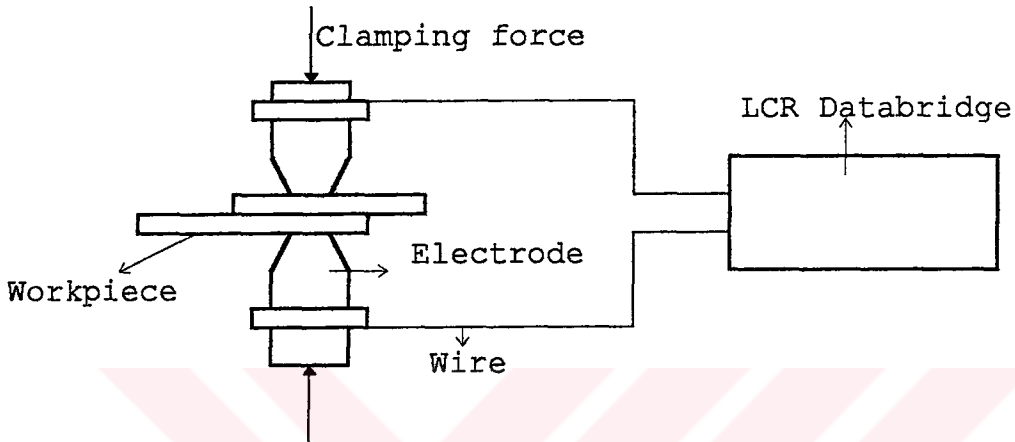 Clamping force
LCR Databridge
Electrode
Workpiece
Wire